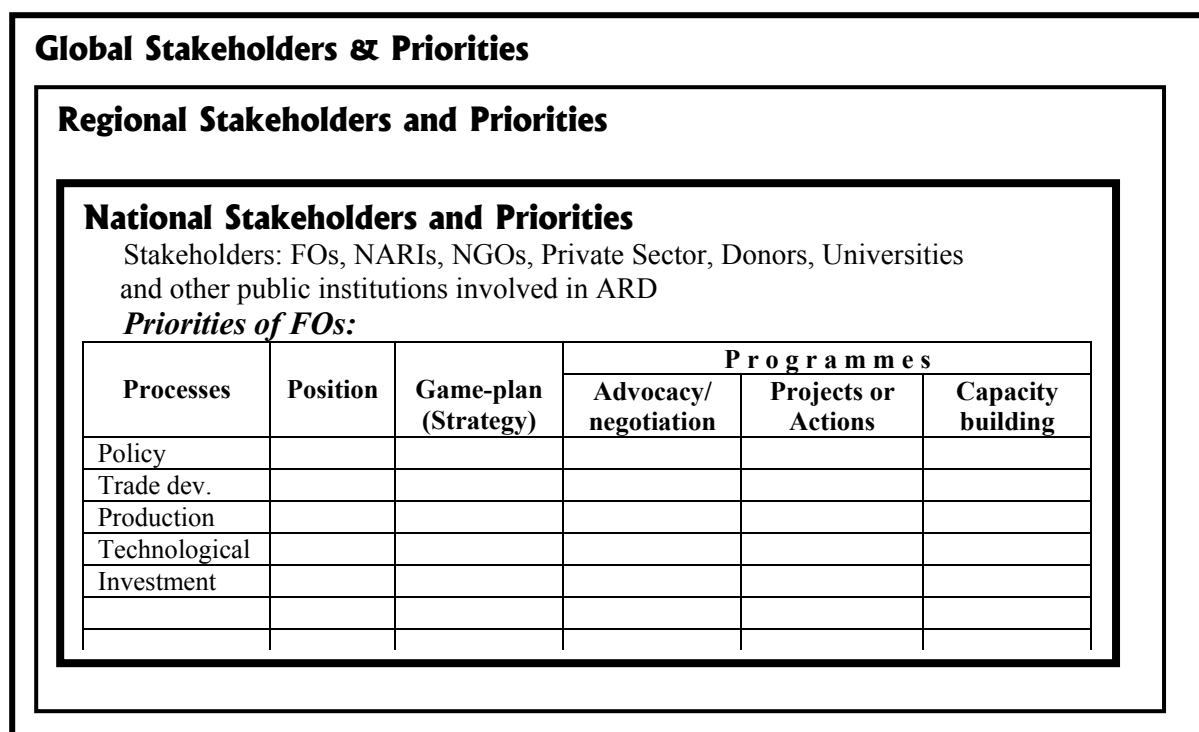 Global Stakeholders & Priorities
Regional Stakeholders and Priorities
National Stakeholders and Priorities
Stakeholders: FOs, NARIs, NGOs, Private Sector, Donors, Universities
and other public institutions involved in ARD
Priorities of FOs:
Processes Position Game-plan (Strategy) P r o g r a m m e s
Advocacy/ negotiation Projects or Actions Capacity building
Policy
Trade dev.
Production
Technological
Investment